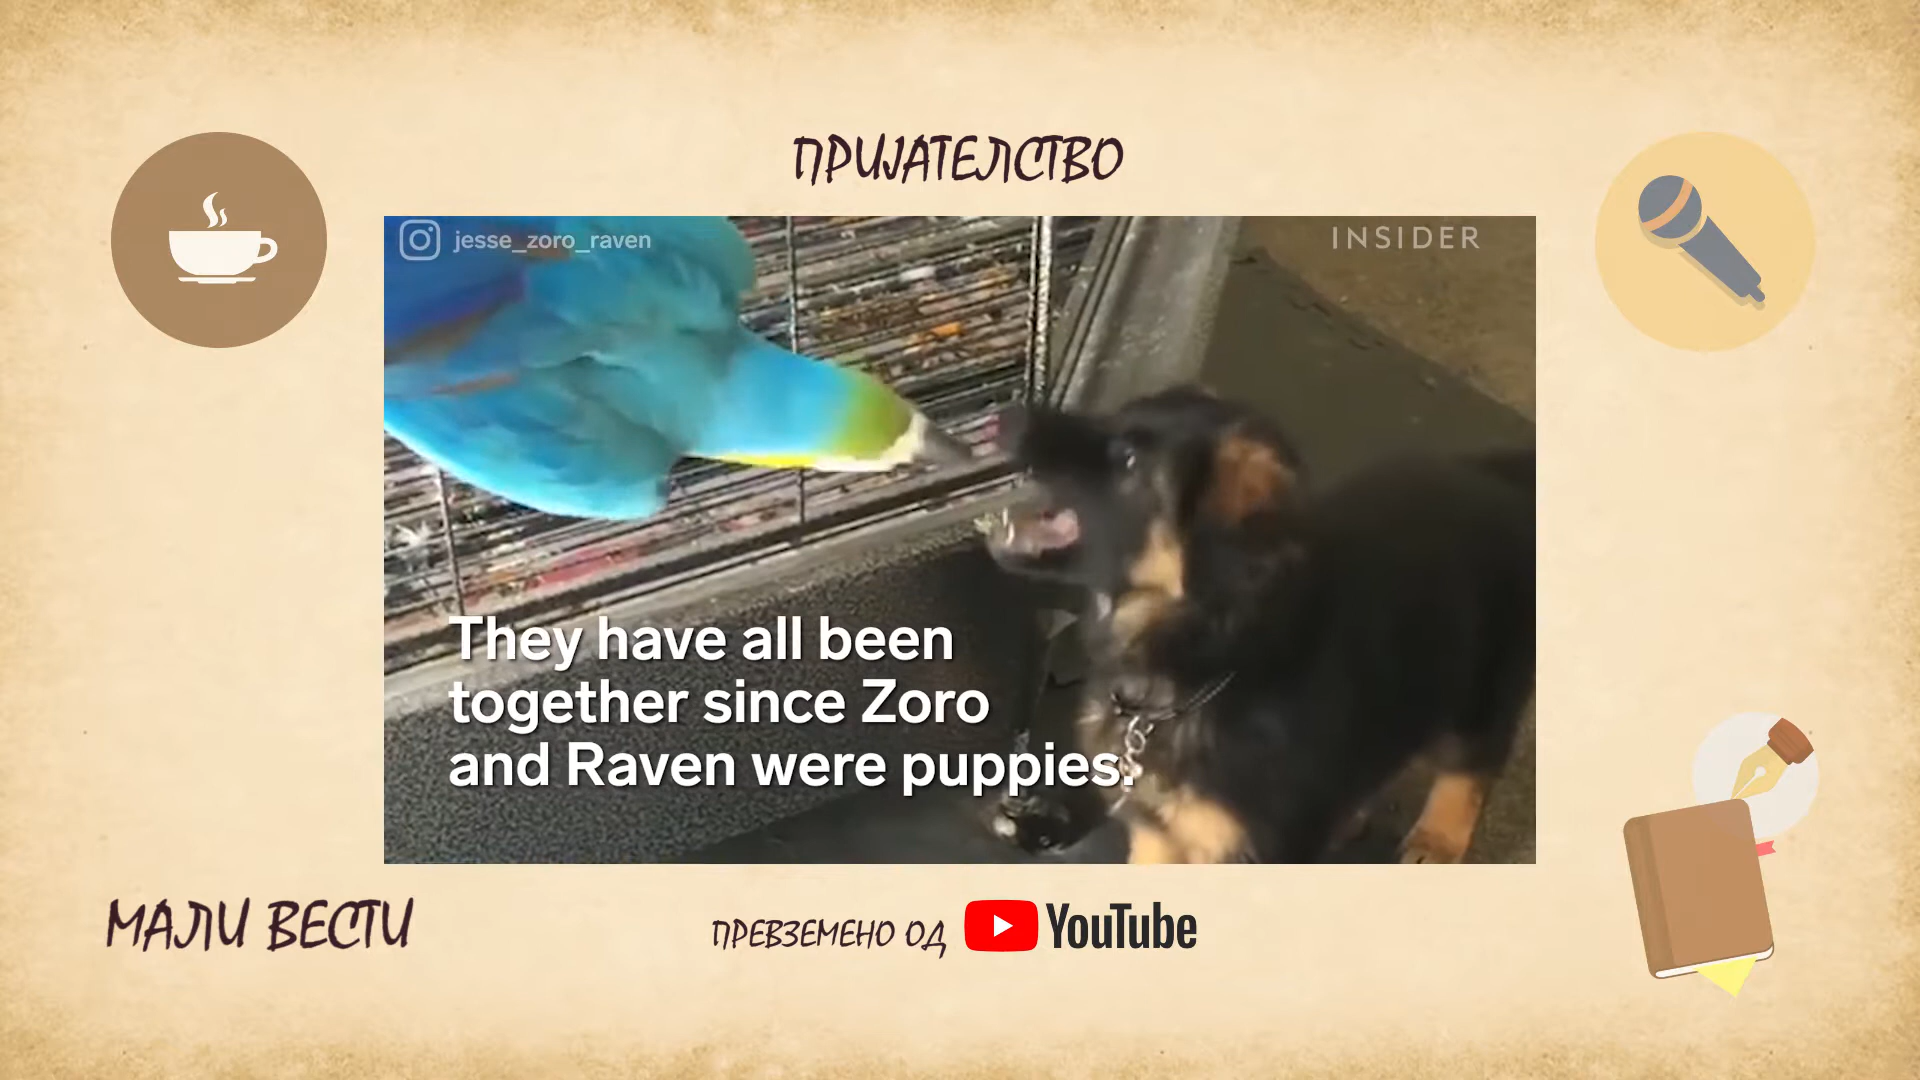 ПРИЈАТЕЛСТВО
jesse_zoro_raven
INSIDER
They have all been
together since Zoro
and Raven were puppies.
МАЛИ ВЕСТИ
ПРЕВЗЕМЕНО ОД YouTube